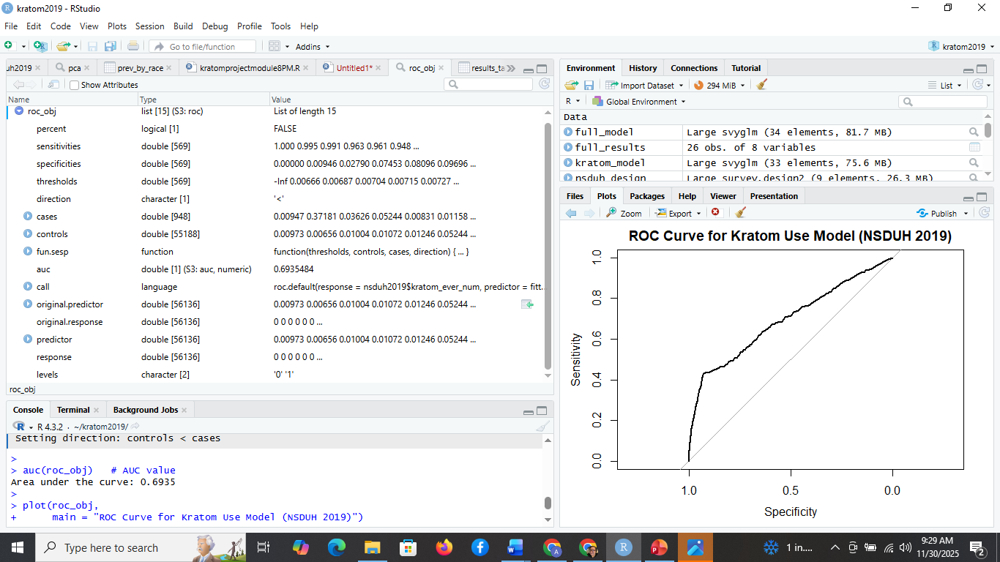 kratom2019 - RStudio
File Edit Code View Plots Session Build Debug Profile Tools Help
Go to file/function Addins kratom2019
uh2019 pca prev_by_race kratomprojectmodule8PM.R Untitled1* roc_obj results_ta
Show Attributes
Name Type Value
roc_obj list [15] (S3: roc) List of length 15
percent logical [1] FALSE
sensitivities double [569] 1.000 0.995 0.991 0.963 0.961 0.948 ...
specificities double [569] 0.00000 0.00946 0.02790 0.07453 0.08096 0.09696 ...
thresholds double [569] -Inf 0.00666 0.00687 0.00704 0.00715 0.00727 ...
direction character [1] '<'
cases double [948] 0.00947 0.37181 0.03626 0.05244 0.00831 0.01158 ...
controls double [55188] 0.00973 0.00656 0.01004 0.01072 0.01246 0.05244 ...
fun.sesp function function(thresholds, controls, cases, direction) { ... }
auc double [1] (S3: auc, numeric) 0.6935484
call language roc.default(response = nsduh2019$kratom_ever_num, predictor = fitt...
original.predictor double [56136] 0.00973 0.00656 0.01004 0.01072 0.01246 0.05244 ...
original.response double [56136] 0 0 0 0 0 0 ...
predictor double [56136] 0.00973 0.00656 0.01004 0.01072 0.01246 0.05244 ...
response double [56136] 0 0 0 0 0 0 ...
levels character [2] '0' '1'
roc_obj
Console Terminal Background Jobs
R 4.3.2 . ~/kratom2019/
Setting direction: controls < cases
>
> auc(roc_obj)   # AUC value
Area under the curve: 0.6935
>
> plot(roc_obj,
+      main = "ROC Curve for Kratom Use Model (NSDUH 2019)")
Environment History Connections Tutorial
Import Dataset 294 MiB List
R Global Environment
Data
full_model Large svyglm (34 elements, 81.7 MB)
full_results 26 obs. of 8 variables
kratom_model Large svyglm (33 elements, 75.6 MB)
nsduh_design Large survey.design2 (9 elements, 26.3 MB)
Files Plots Packages Help Viewer Presentation
Zoom Export Publish
ROC Curve for Kratom Use Model (NSDUH 2019)
Sensitivity
1.0
0.8
0.6
0.4
0.2
0.0
1.0 0.5 0.0
Specificity
Type here to search
1 in....
9:29 AM
11/30/2025
2